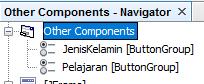 Other Components - Navigator
Other Components
JenisKelamin [ButtonGroup]
Pelajaran [ButtonGroup]